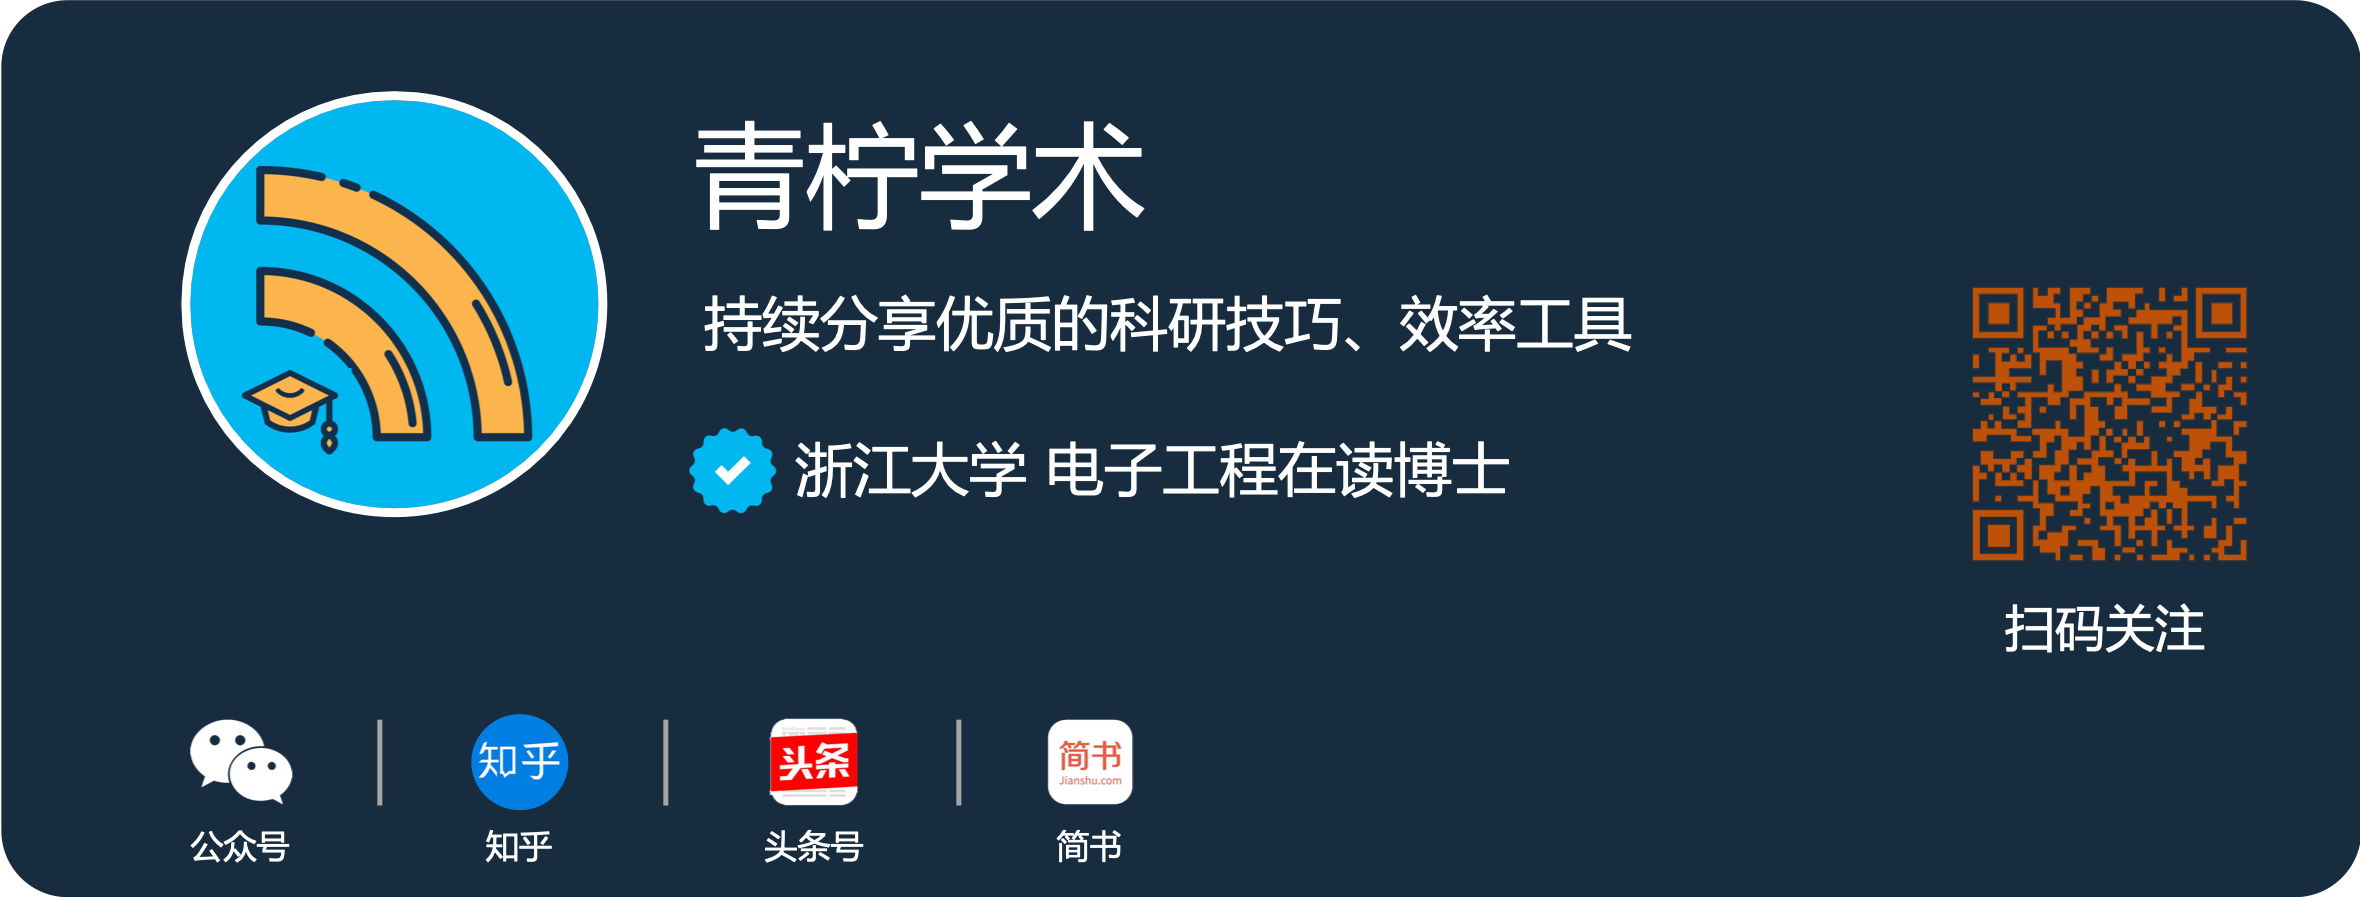 青柠学术
持续分享优质的科研技巧、效率工具
浙江大学 电子工程在读博士
扫码关注
知乎
头条
简书
Jianshu.com
公众号
知乎
头条号
简书